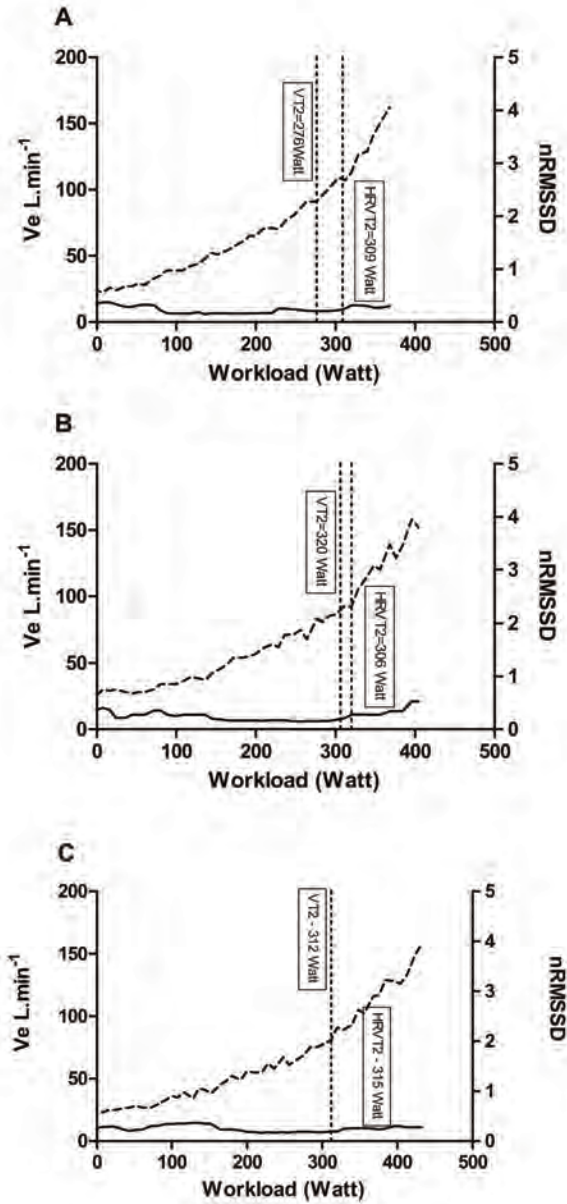 A
200
150
100
50
0
Ve L.min-1
VT2=276Watt
HRVT2=309 Watt
5
4
3
2
1
0
nRMSSD
0 100 200 300 400 500
Workload (Watt)
B
200
150
100
50
0
Ve L.min-1
VT2=320 Watt
HRVT2=306 Watt
5
4
3
2
1
0
nRMSSD
0 100 200 300 400 500
Workload (Watt)
C
200
150
100
50
0
Ve L.min-1
VT2 - 312 Watt
HRVT2 - 315 Watt
5
4
3
2
1
0
nRMSSD
0 100 200 300 400 500
Workload (Watt)